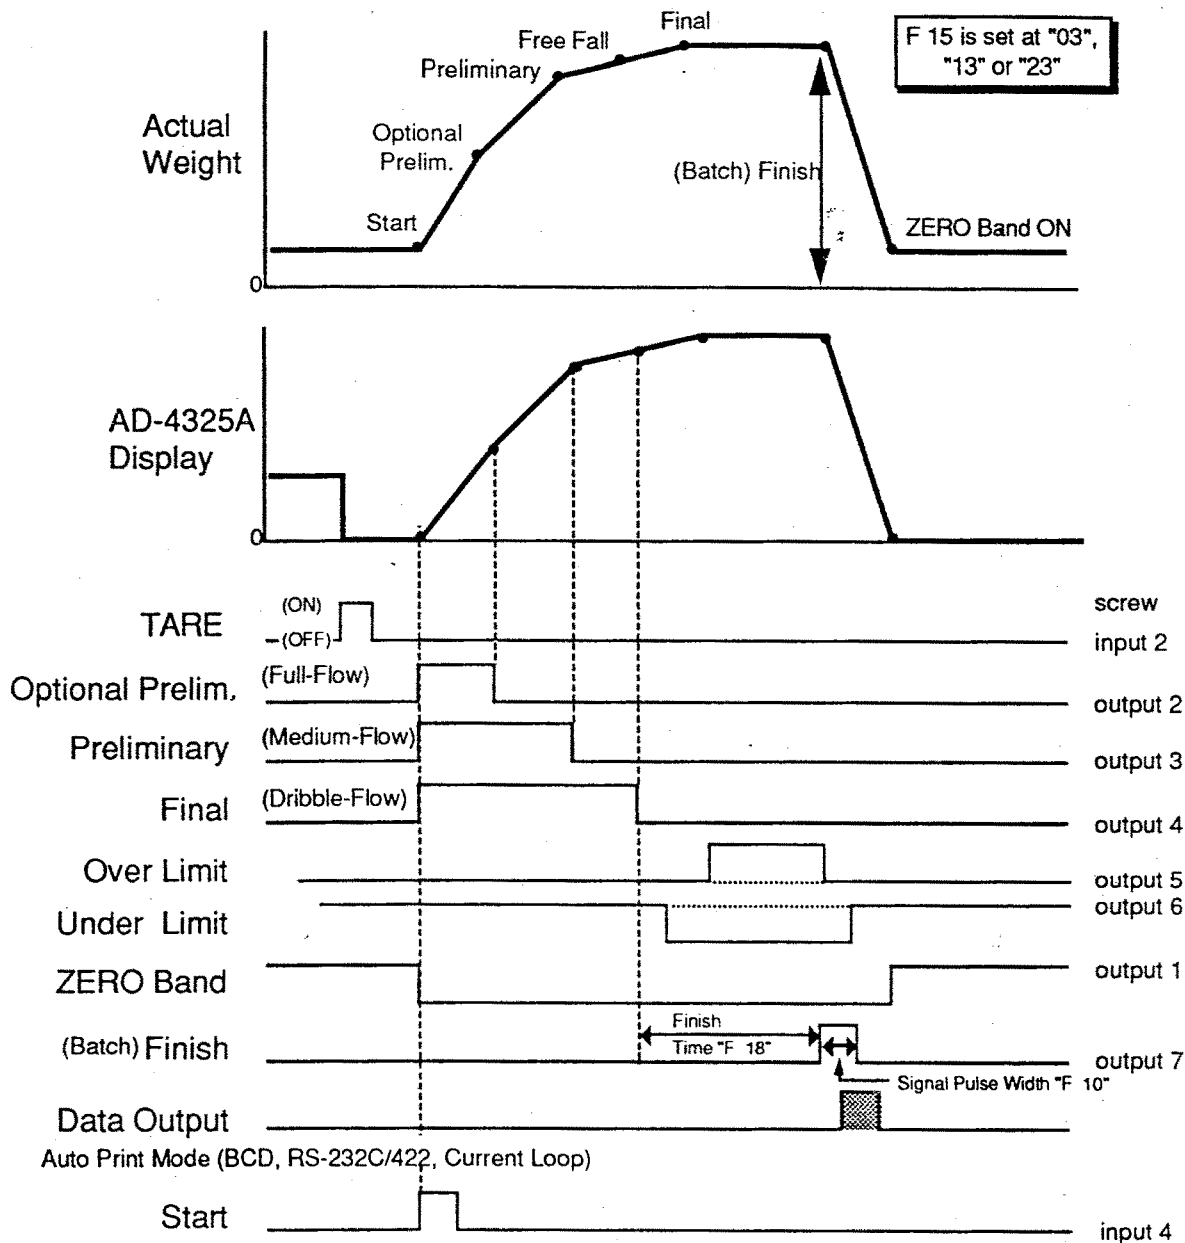 Final
Free Fall
Preliminary
F 15 is set at "03",
"13" or "23"
Actual
Weight
Optional
Prelim.
(Batch) Finish
Start
ZERO Band ON
0
AD-4325A
Display
0
TARE
(ON)
(OFF)
screw
input 2
Optional Prelim.
(Full-Flow)
output 2
Preliminary
(Medium-Flow)
output 3
Final
(Dribble-Flow)
output 4
Over Limit
output 5
Under Limit
output 6
ZERO Band
output 1
(Batch) Finish
Finish
Time "F 18"
output 7
Signal Pulse Width "F 10"
Data Output
Auto Print Mode (BCD, RS-232C/422, Current Loop)
Start
input 4